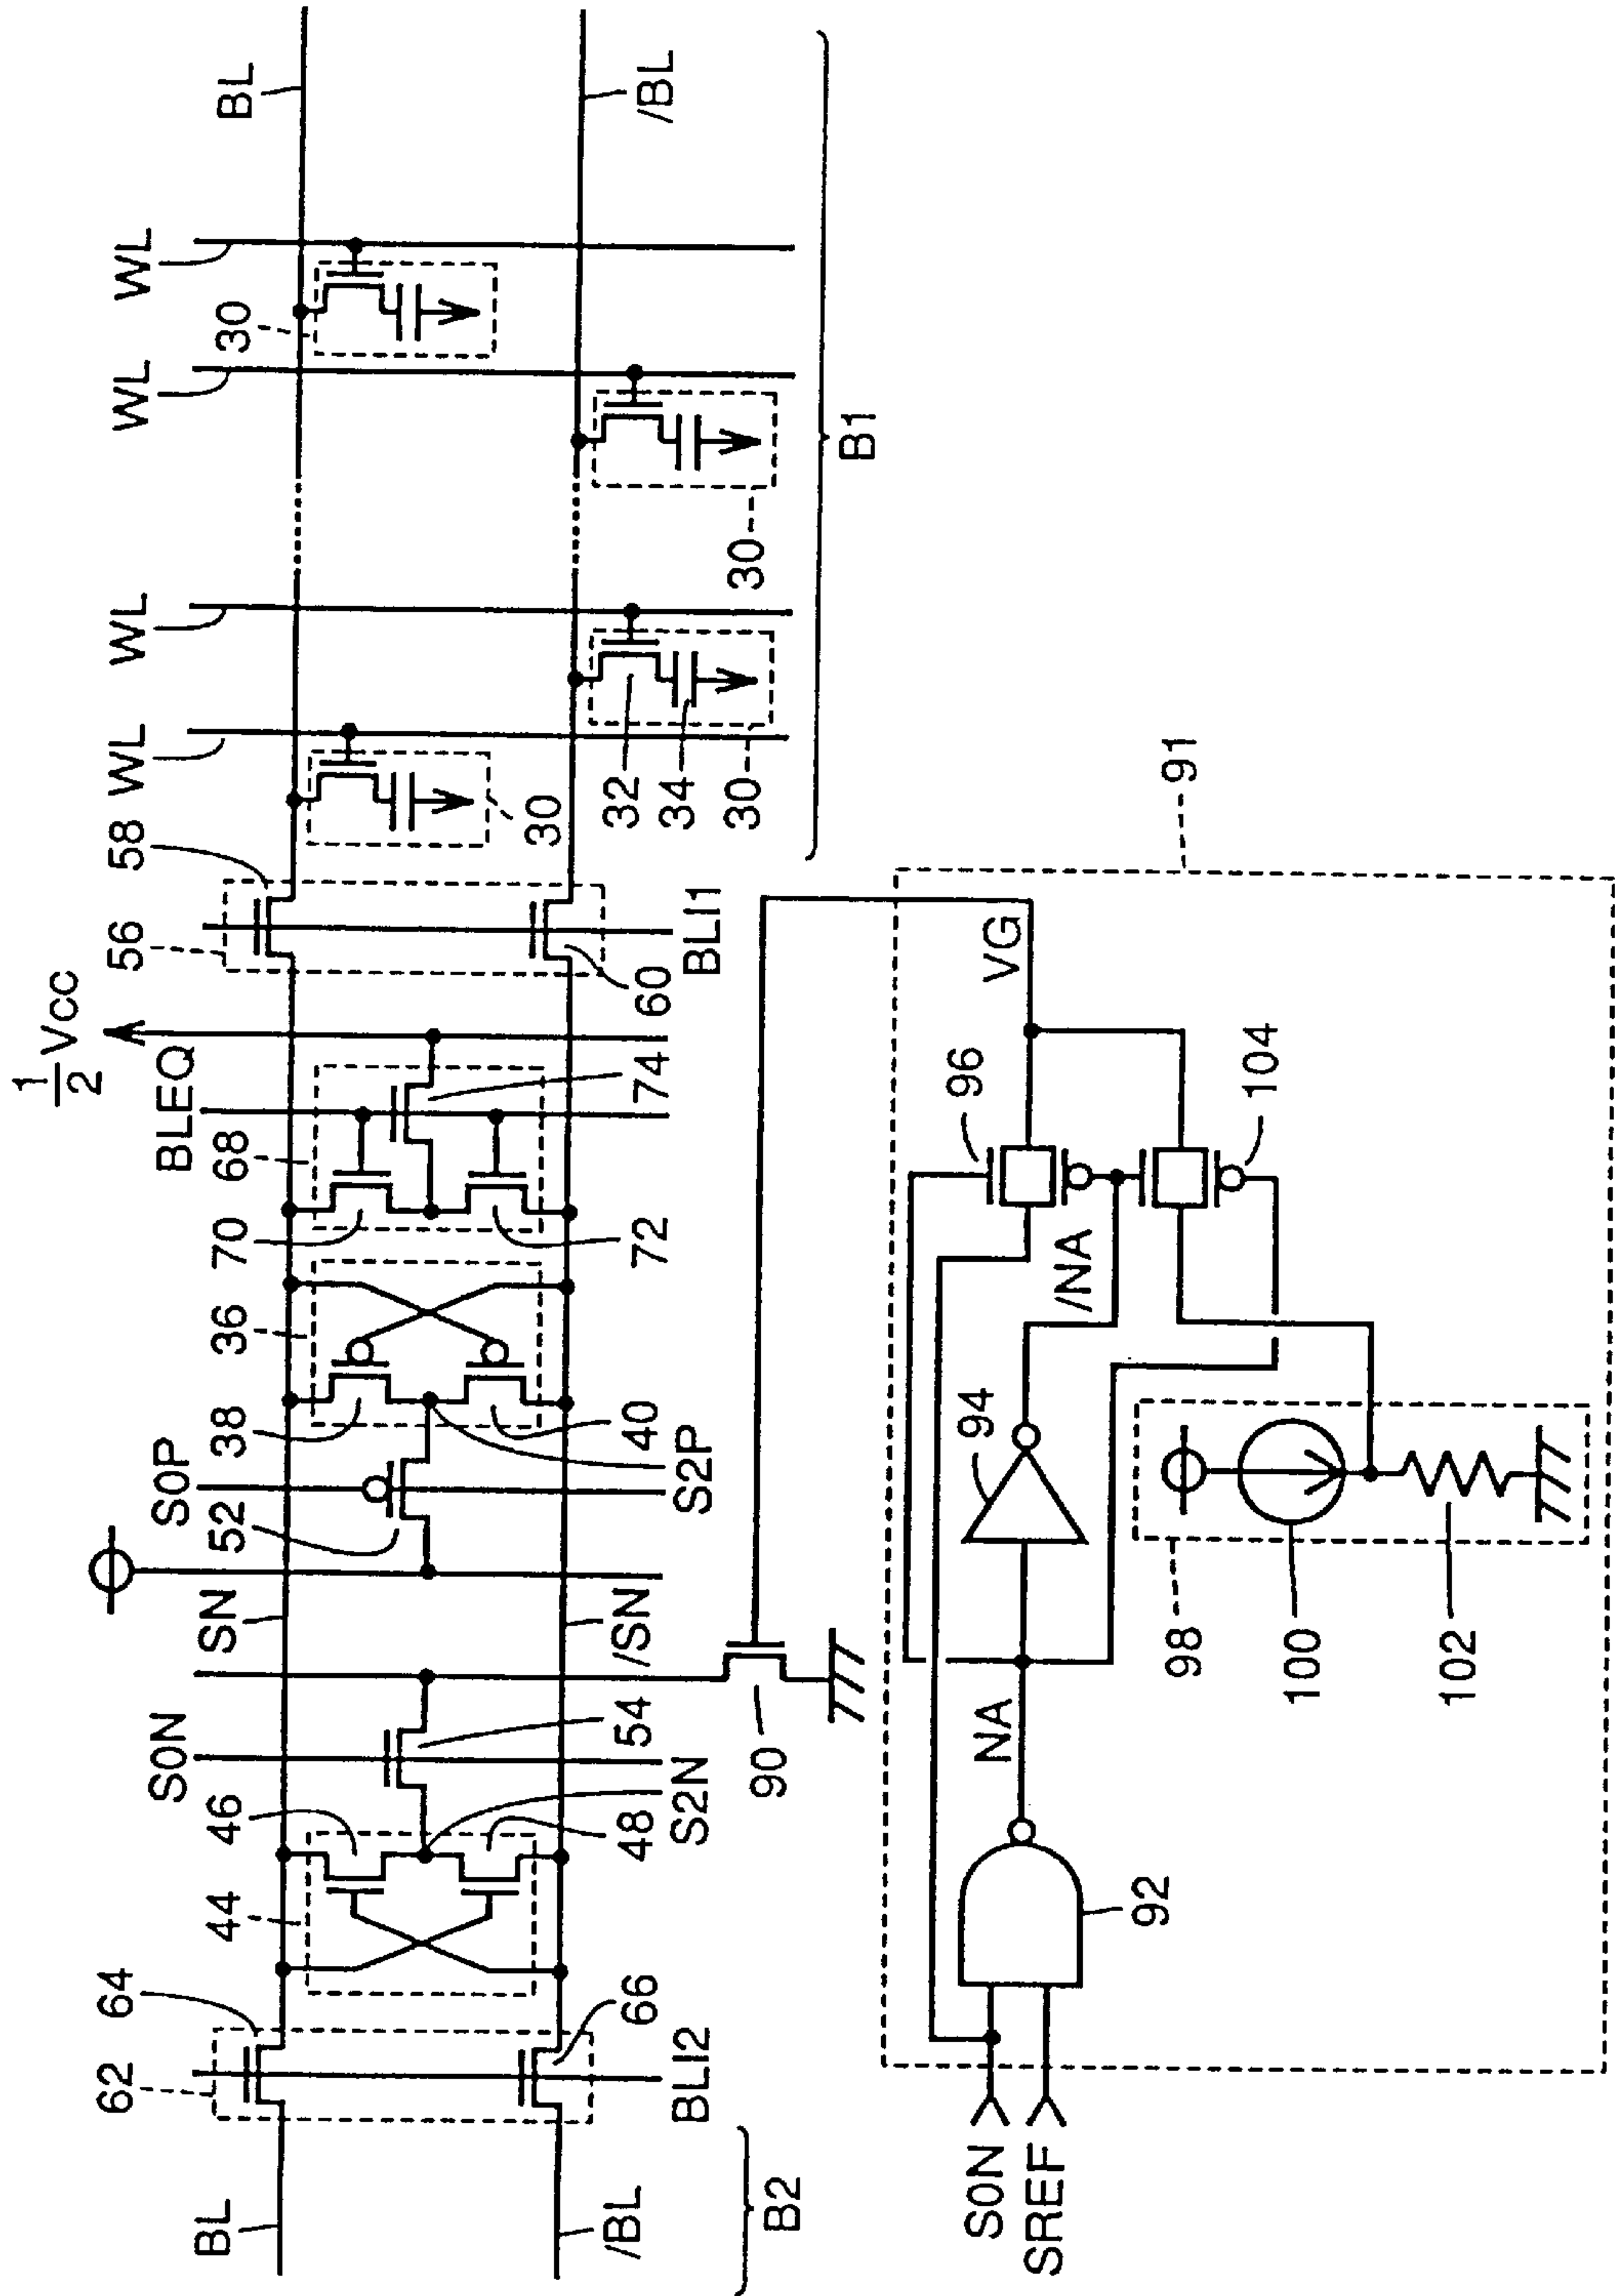 1/2 Vcc
62
64
44
46
S0N
SN
52
S0P
38
36
70
68
BLEQ
56
58
WL
WL
30
WL
WL
BL
BL
/BL
B2
BLI2
66
48
S2N
54
/SN
S2P
40
72
74
60
BLI1
30
32
34
30
30
/BL
B1
90
91
S0N
SREF
92
NA
94
/NA
96
VG
104
98
100
102